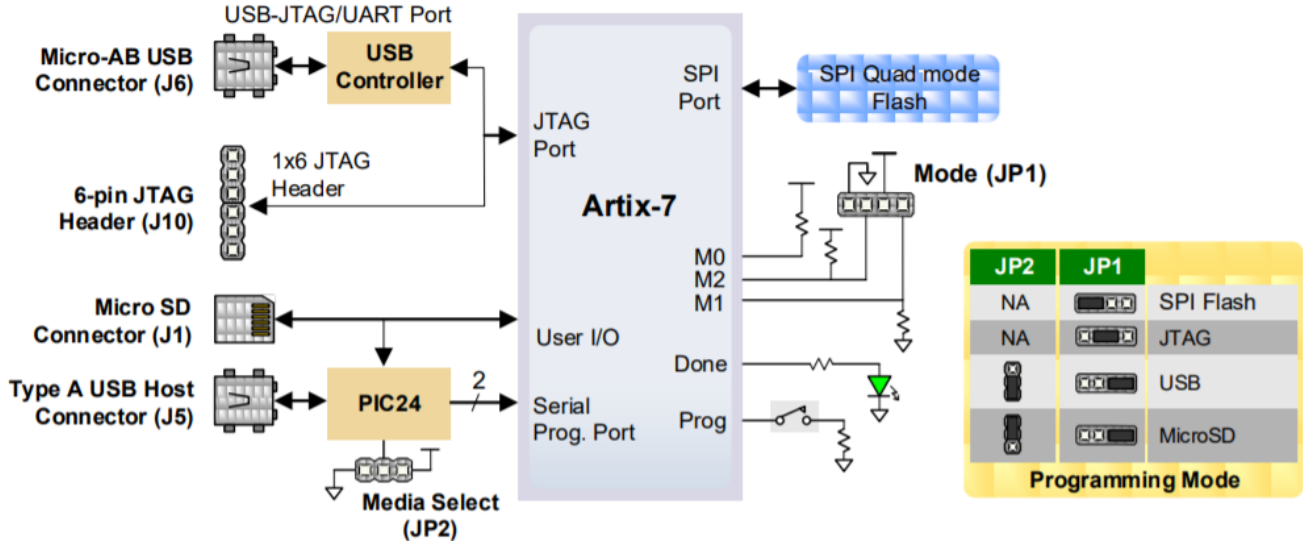 USB-JTAG/UART Port
Micro-AB USB
Connector (J6)
USB
Controller
6-pin JTAG
Header (J10)
1x6 JTAG
Header
Micro SD
Connector (J1)
Type A USB Host
Connector (J5)
PIC24
2
Media Select
(JP2)
JTAG
Port
Artix-7
User I/O
Serial
Prog. Port
SPI
Port
M0
M2
M1
Done
Prog
SPI Quad mode
Flash
Mode (JP1)
JP2 JP1
NA SPI Flash
NA JTAG
USB
MicroSD
Programming Mode